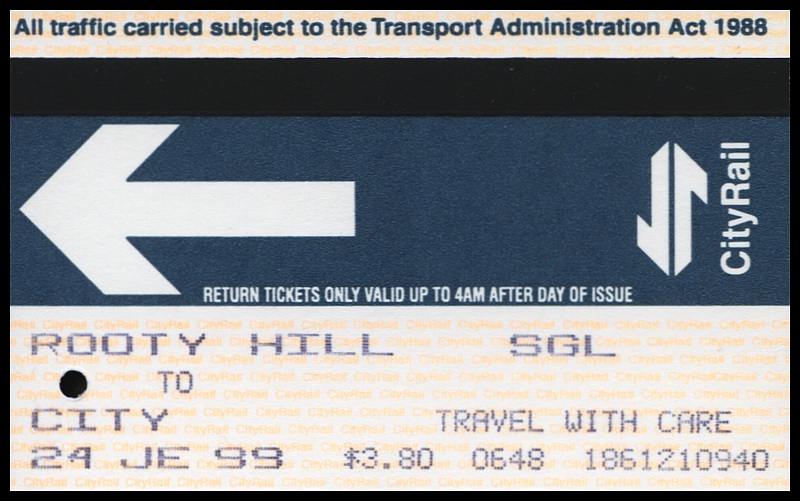 All traffic carried subject to the Transport Administration Act 1988
CityRail
RETURN TICKETS ONLY VALID UP TO 4AM AFTER DAY OF ISSUE
ROOTY HILL SGL
TO
CITY TRAVEL WITH CARE
24 JE 99 *3.80 0648 1861210940